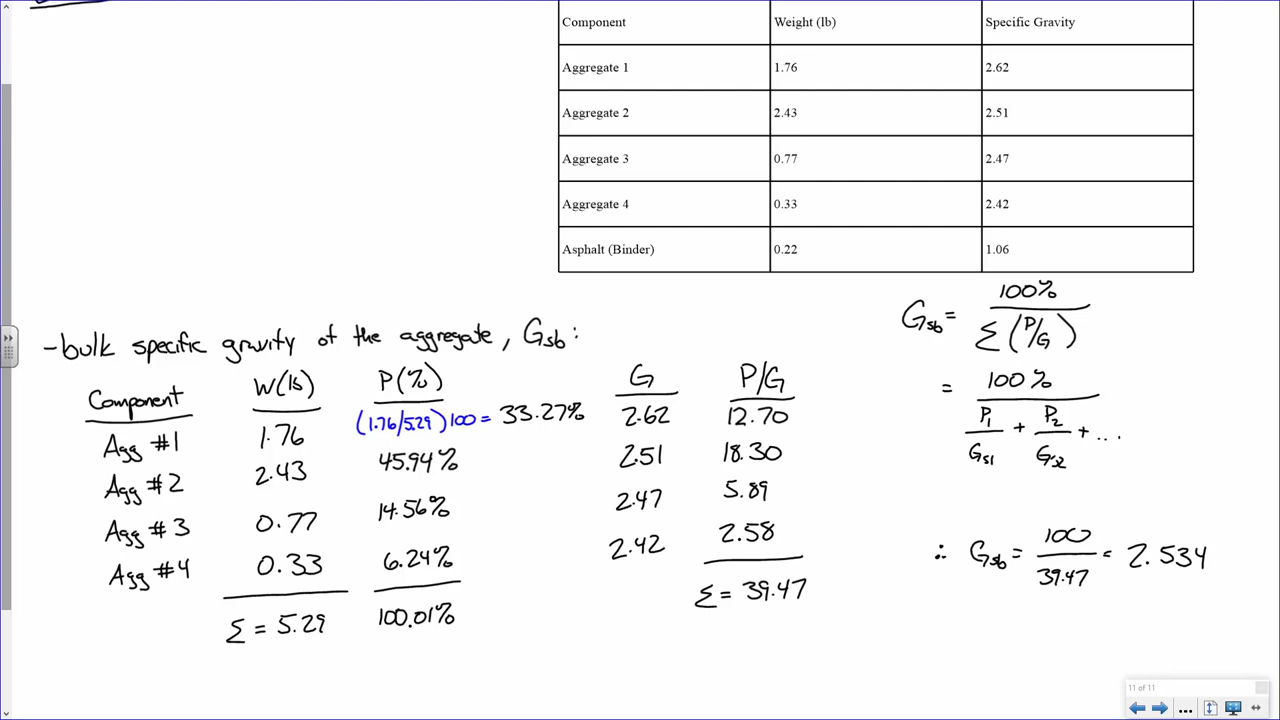 Component Weight (lb) Specific Gravity
Aggregate 1 1.76 2.62
Aggregate 2 2.43 2.51
Aggregate 3 0.77 2.47
Aggregate 4 0.33 2.42
Asphalt (Binder) 0.22 1.06
-bulk specific gravity of the aggregate, Gsb:
Component W(lbs) P(%) G P/G
Agg #1 1.76 (1.76/5.29)100 = 33.27% 2.62 12.70
Agg #2 2.43 45.94% 2.51 18.30
Agg #3 0.77 14.56% 2.47 5.89
Agg #4 0.33 6.24% 2.42 2.58
Σ = 5.29 100.01% Σ = 39.47
Gsb = 100% / Σ(P/G)
= 100% / P1/Gs1 + P2/Gs2 + ...
∴ Gsb = 100/39.47 = 2.534
11 of 11